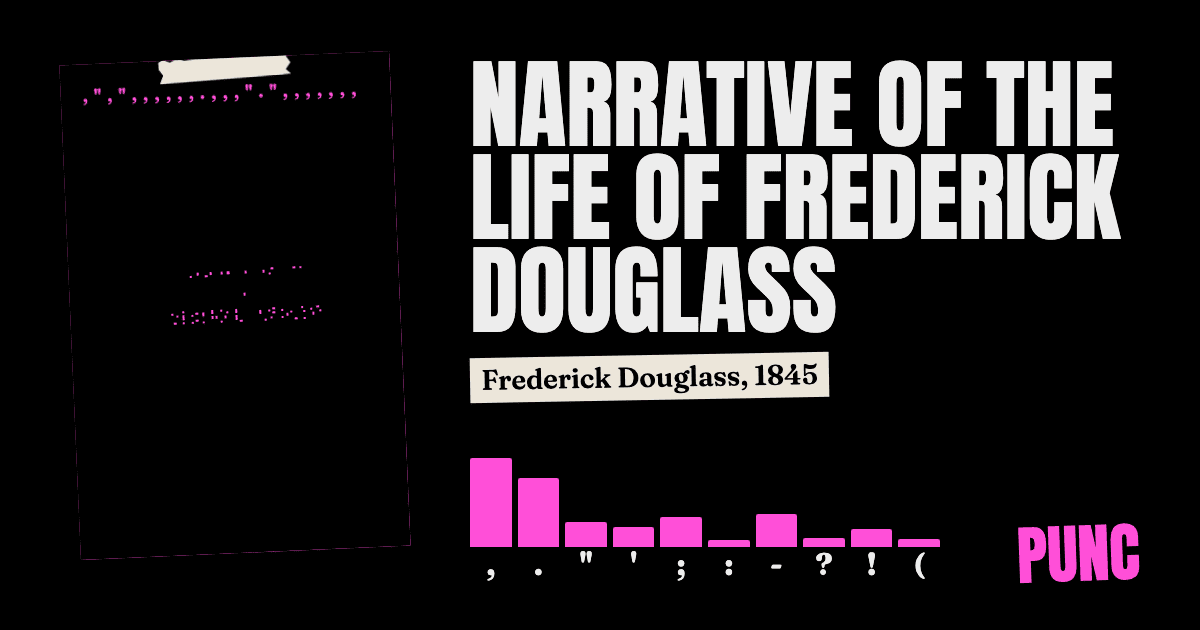 ,",",,,,,,.,,,".",,,,,,,
NARRATIVE OF THE
LIFE OF FREDERICK
DOUGLASS
Frederick Douglass, 1845
, . " ' ; : - ? ! (
PUNC